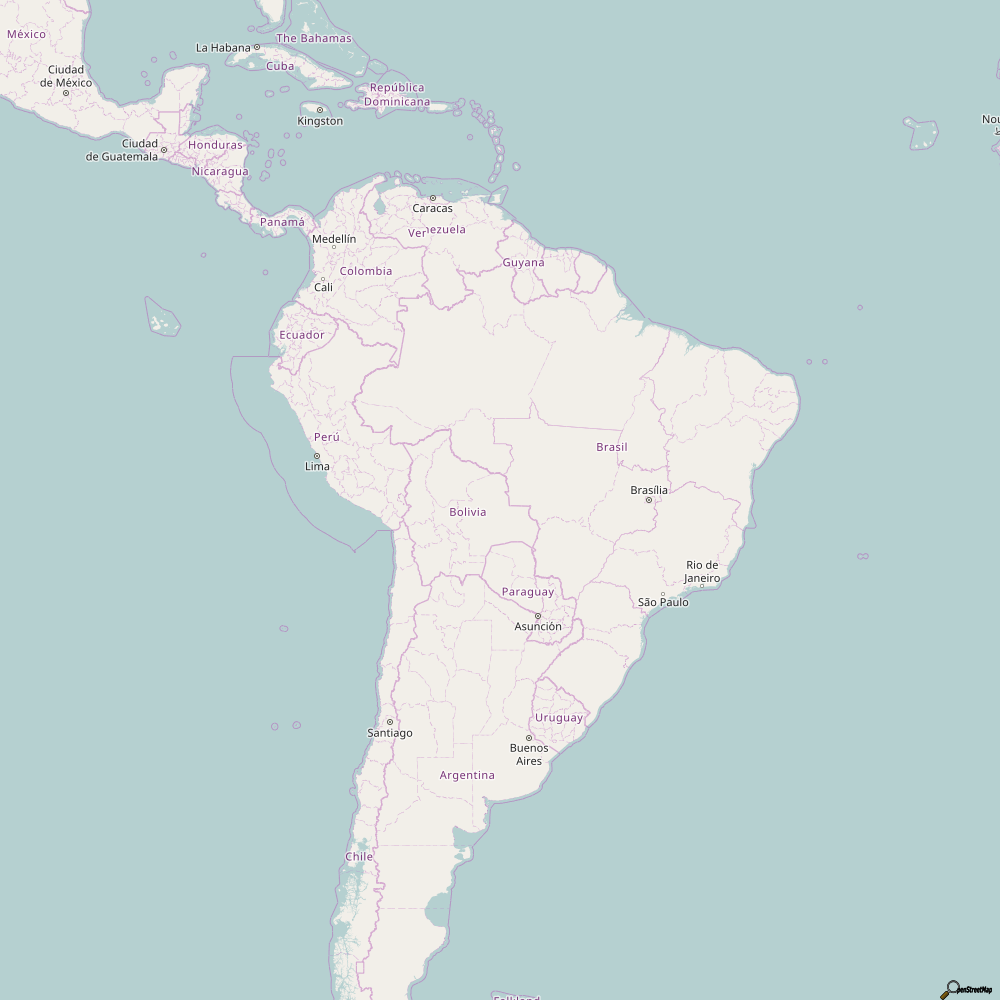 México
The Bahamas
La Habana
Cuba
Ciudad
de México
República
Dominicana
Kingston
Nou
Ciudad
de Guatemala
Honduras
Nicaragua
Caracas
Panamá
Venezuela
Medellín
Guyana
Colombia
Cali
Ecuador
Perú
Brasil
Lima
Brasília
Bolivia
Rio de
Janeiro
Paraguay
São Paulo
Asunción
Uruguay
Santiago
Buenos
Aires
Argentina
Chile
Falkland
OpenStreetMap